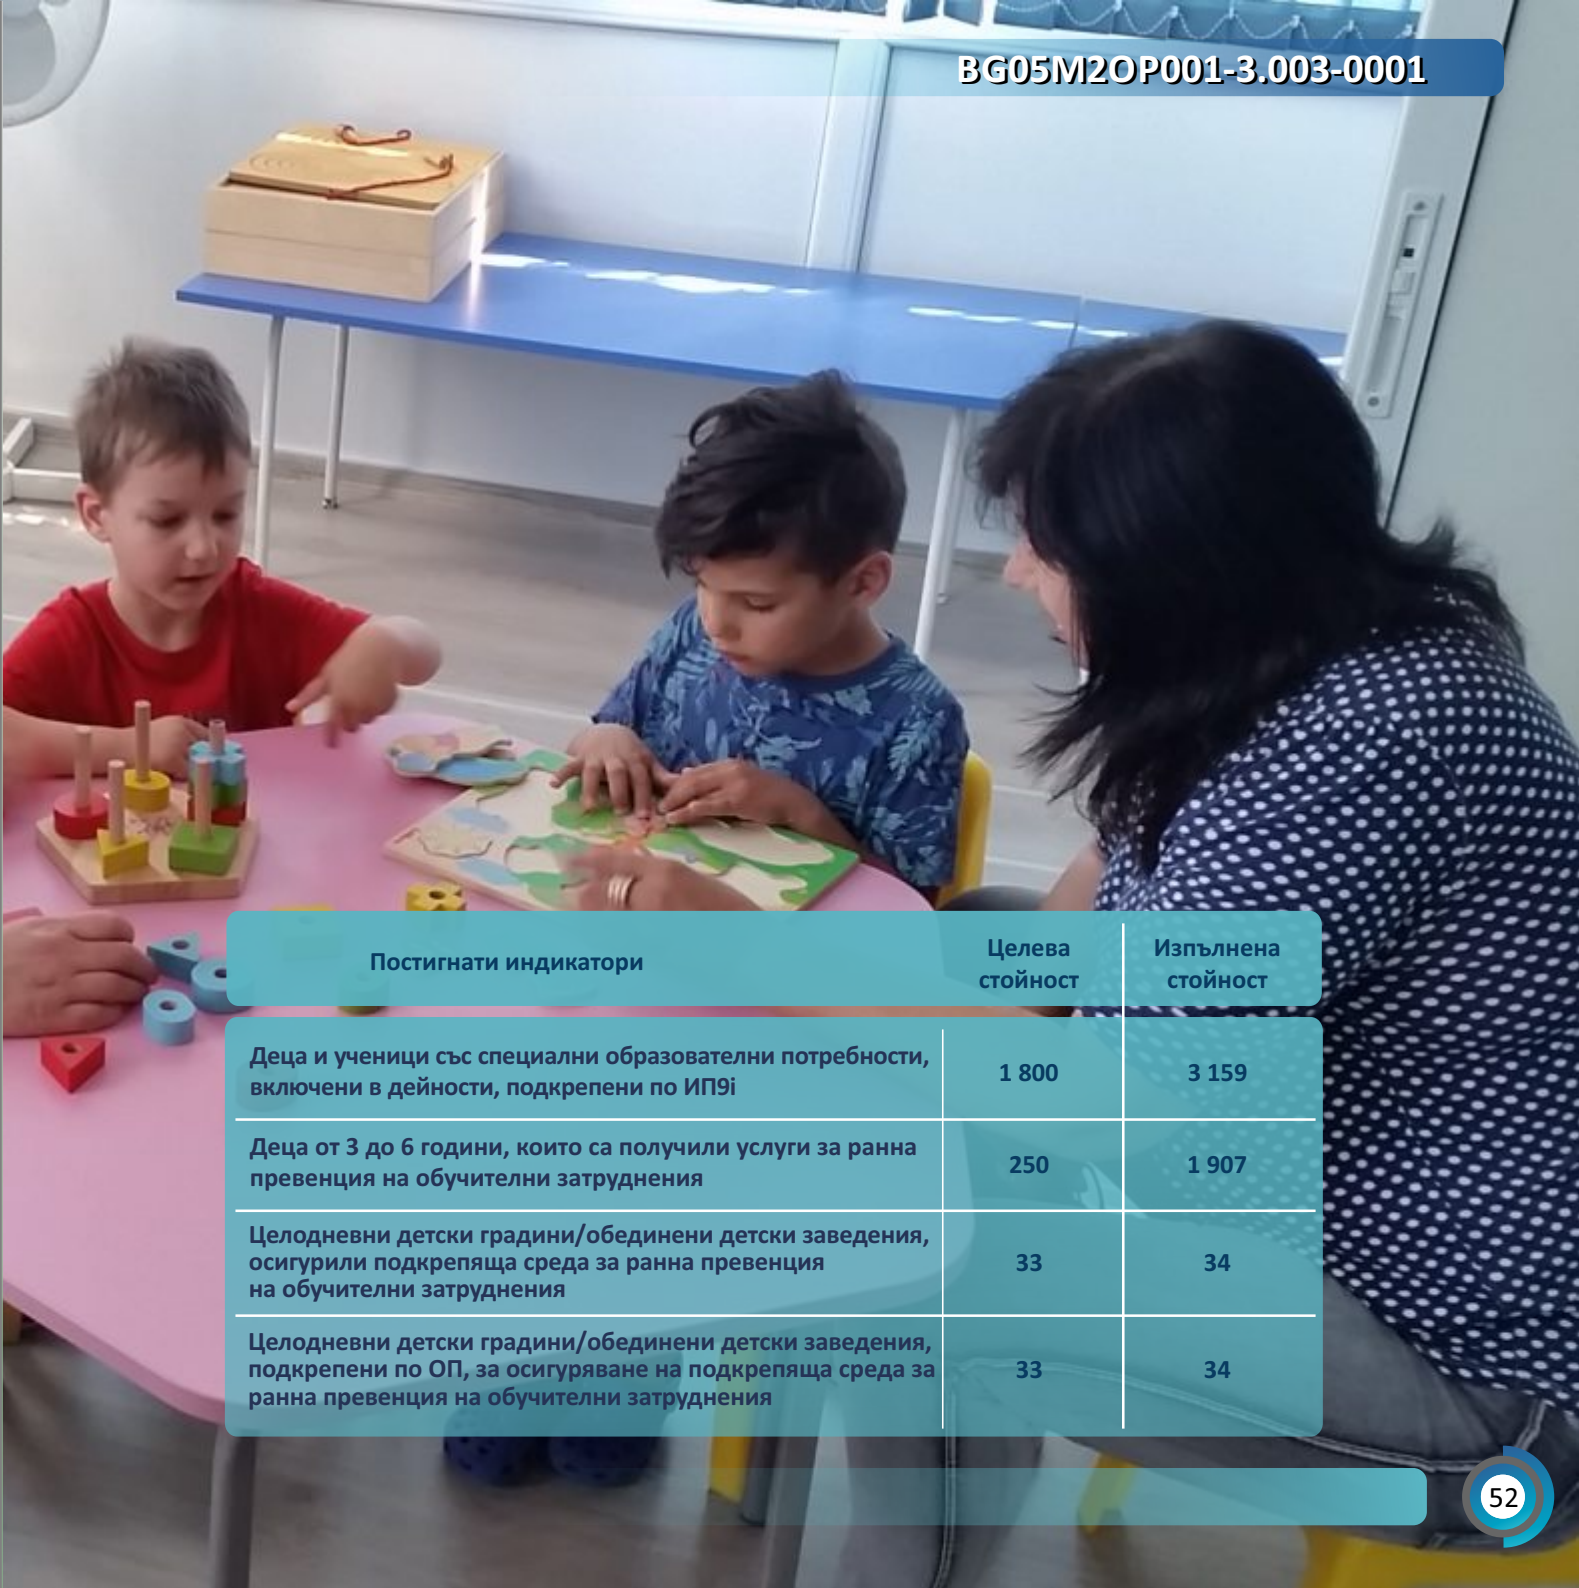 BG05M2OP001-3.003-0001
Постигнати индикатори
Целева
стойност
Изпълнена
стойност
Деца и ученици със специални образователни потребности,
включени в дейности, подкрепени по ИП9i
1 800
3 159
Деца от 3 до 6 години, които са получили услуги за ранна
превенция на обучителни затруднения
250
1 907
Целодневни детски градини/обединени детски заведения,
осигурили подкрепяща среда за ранна превенция
на обучителни затруднения
33
34
Целодневни детски градини/обединени детски заведения,
подкрепени по ОП, за осигуряване на подкрепяща среда за
ранна превенция на обучителни затруднения
33
34
52